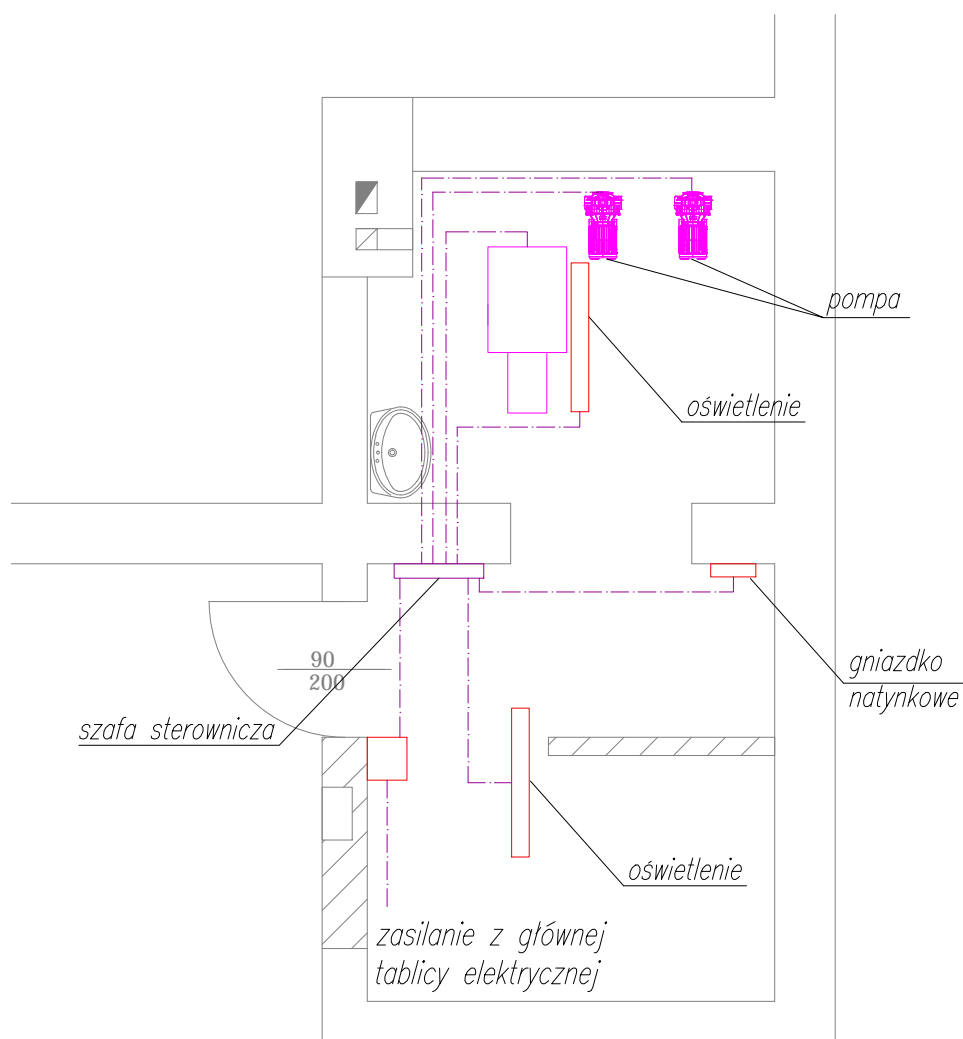 pompa
oświetlenie
gniazdko
natynkowe
90
200
szafa sterownicza
oświetlenie
zasilanie z głównej
tablicy elektrycznej